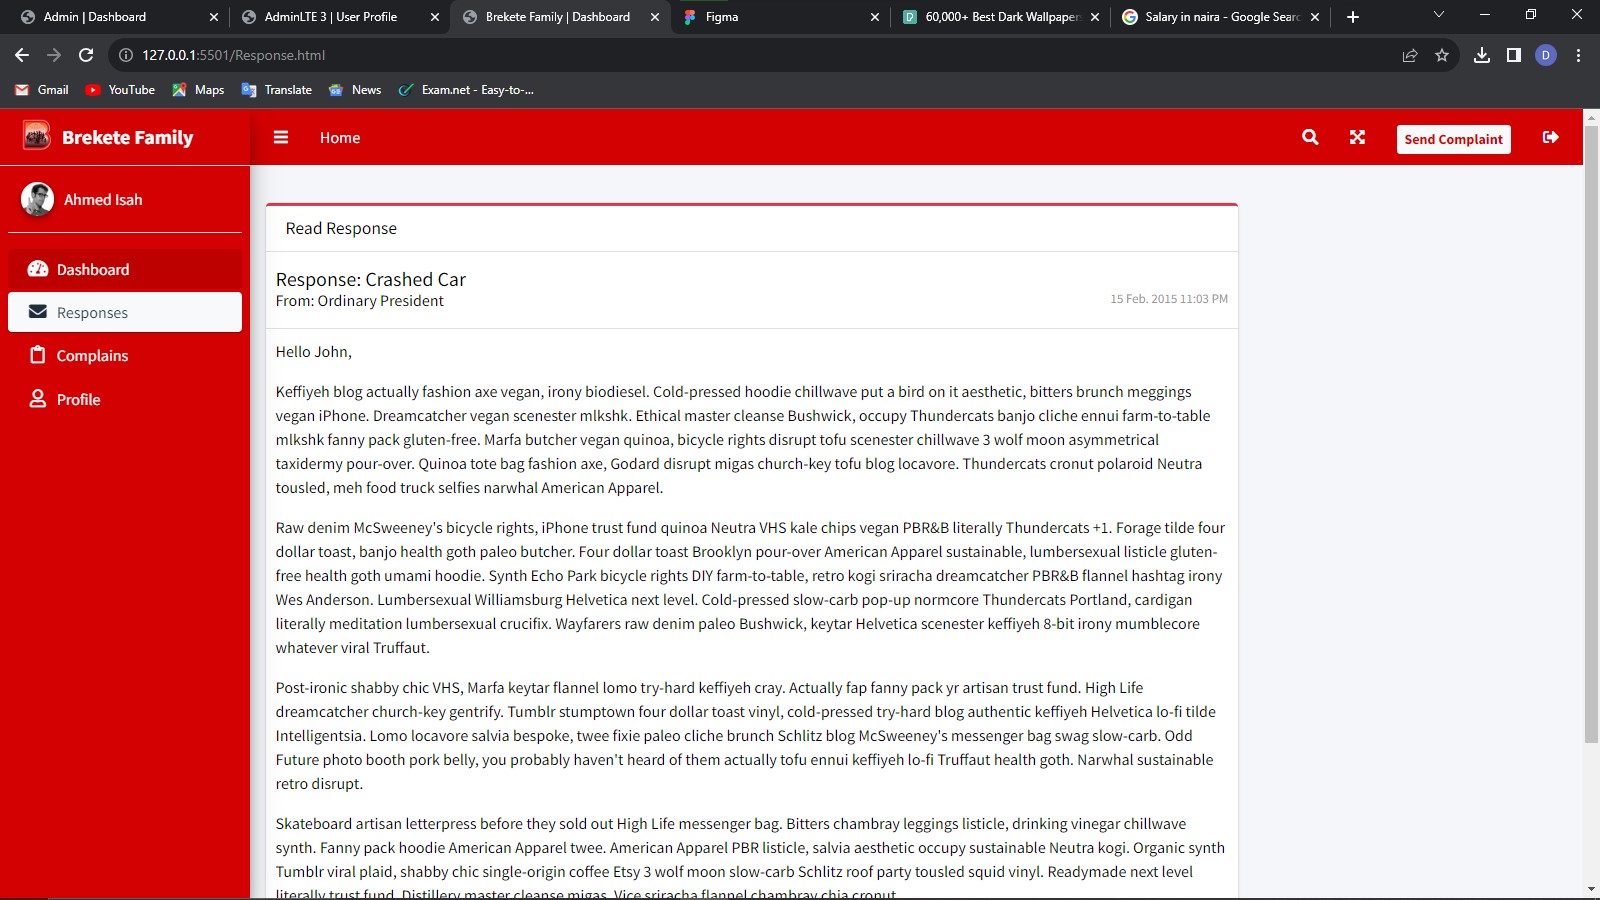 Admin | Dashboard
AdminLTE 3 | User Profile
Brekete Family | Dashboard
Figma
60,000+ Best Dark Wallpaper
Salary in naira - Google Searc
127.0.0.1:5501/Response.html
D
Gmail
YouTube
Maps
Translate
News
Exam.net - Easy-to-...
Brekete Family
Home
Send Complaint
Ahmed Isah
Dashboard
Responses
Complains
Profile
Read Response
Response: Crashed Car
From: Ordinary President
15 Feb. 2015 11:03 PM
Hello John,
Keffiyeh blog actually fashion axe vegan, irony biodiesel. Cold-pressed hoodie chillwave put a bird on it aesthetic, bitters brunch meggings
vegan iPhone. Dreamcatcher vegan scenester mlkshk. Ethical master cleanse Bushwick, occupy Thundercats banjo cliche ennui farm-to-table
mlkshk fanny pack gluten-free. Marfa butcher vegan quinoa, bicycle rights disrupt tofu scenester chillwave 3 wolf moon asymmetrical
taxidermy pour-over. Quinoa tote bag fashion axe, Godard disrupt migas church-key tofu blog locavore. Thundercats cronut polaroid Neutra
tousled, meh food truck selfies narwhal American Apparel.
Raw denim McSweeney's bicycle rights, iPhone trust fund quinoa Neutra VHS kale chips vegan PBR&B literally Thundercats +1. Forage tilde four
dollar toast, banjo health goth paleo butcher. Four dollar toast Brooklyn pour-over American Apparel sustainable, lumbersexual listicle gluten-
free health goth umami hoodie. Synth Echo Park bicycle rights DIY farm-to-table, retro kogi sriracha dreamcatcher PBR&B flannel hashtag irony
Wes Anderson. Lumbersexual Williamsburg Helvetica next level. Cold-pressed slow-carb pop-up normcore Thundercats Portland, cardigan
literally meditation lumbersexual crucifix. Wayfarers raw denim paleo Bushwick, keytar Helvetica scenester keffiyeh 8-bit irony mumblecore
whatever viral Truffaut.
Post-ironic shabby chic VHS, Marfa keytar flannel lomo try-hard keffiyeh cray. Actually fap fanny pack yr artisan trust fund. High Life
dreamcatcher church-key gentrify. Tumblr stumptown four dollar toast vinyl, cold-pressed try-hard blog authentic keffiyeh Helvetica lo-fi tilde
Intelligentsia. Lomo locavore salvia bespoke, twee fixie paleo cliche brunch Schlitz blog McSweeney's messenger bag swag slow-carb. Odd
Future photo booth pork belly, you probably haven't heard of them actually tofu ennui keffiyeh lo-fi Truffaut health goth. Narwhal sustainable
retro disrupt.
Skateboard artisan letterpress before they sold out High Life messenger bag. Bitters chambray leggings listicle, drinking vinegar chillwave
synth. Fanny pack hoodie American Apparel twee. American Apparel PBR listicle, salvia aesthetic occupy sustainable Neutra kogi. Organic synth
Tumblr viral plaid, shabby chic single-origin coffee Etsy 3 wolf moon slow-carb Schlitz roof party tousled squid vinyl. Readymade next level
literally trust fund. Distillery master cleanse migas, Vice sriracha flannel chambray chia cronut.